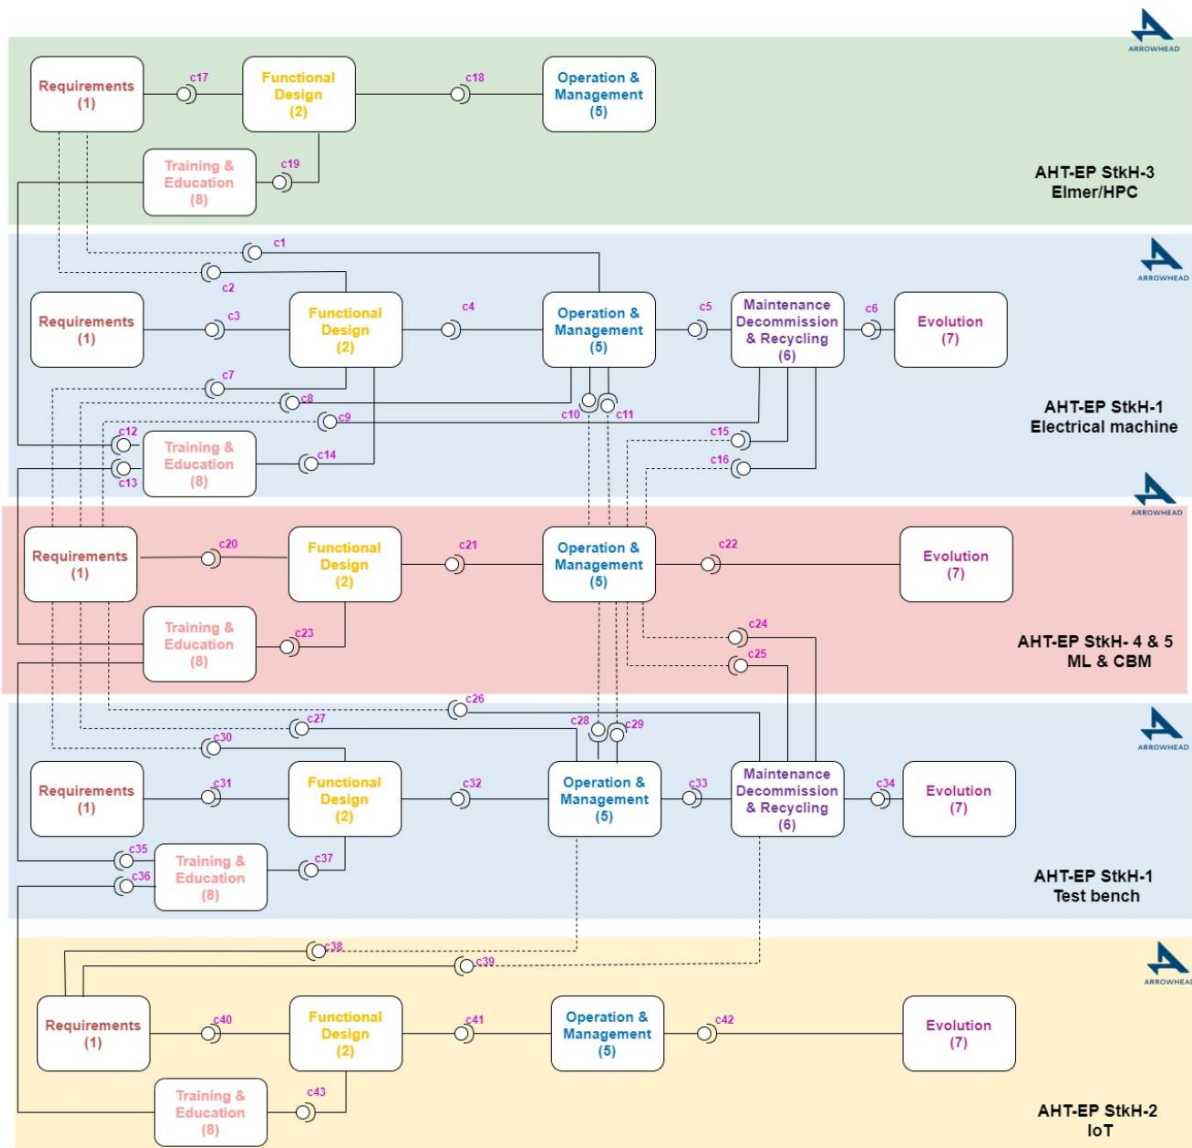 ARROWHEAD
c17
c18
Requirements
(1)
Functional
Design
(2)
Operation &
Management
(5)
c19
Training &
Education
(8)
AHT-EP StkH-3
Elmer/HPC
ARROWHEAD
c1
c2
Requirements
(1)
c3
Functional
Design
(2)
c4
Operation &
Management
(5)
c5
Maintenance
Decommission
& Recycling
(6)
c6
Evolution
(7)
c7
c8
c9
c10
c11
AHT-EP StkH-1
Electrical machine
c12
c13
Training &
Education
(8)
c14
c15
c16
ARROWHEAD
Requirements
(1)
c20
Functional
Design
(2)
c21
Operation &
Management
(5)
c22
Evolution
(7)
Training &
Education
(8)
c23
c24
c25
AHT-EP StkH- 4 & 5
ML & CBM
c26
c27
c28
c29
c30
ARROWHEAD
Requirements
(1)
c31
Functional
Design
(2)
c32
Operation &
Management
(5)
c33
Maintenance
Decommission
& Recycling
(6)
c34
Evolution
(7)
c35
c36
Training &
Education
(8)
c37
AHT-EP StkH-1
Test bench
c38
c39
ARROWHEAD
Requirements
(1)
c40
Functional
Design
(2)
c41
Operation &
Management
(5)
c42
Evolution
(7)
Training &
Education
(8)
c43
AHT-EP StkH-2
IoT